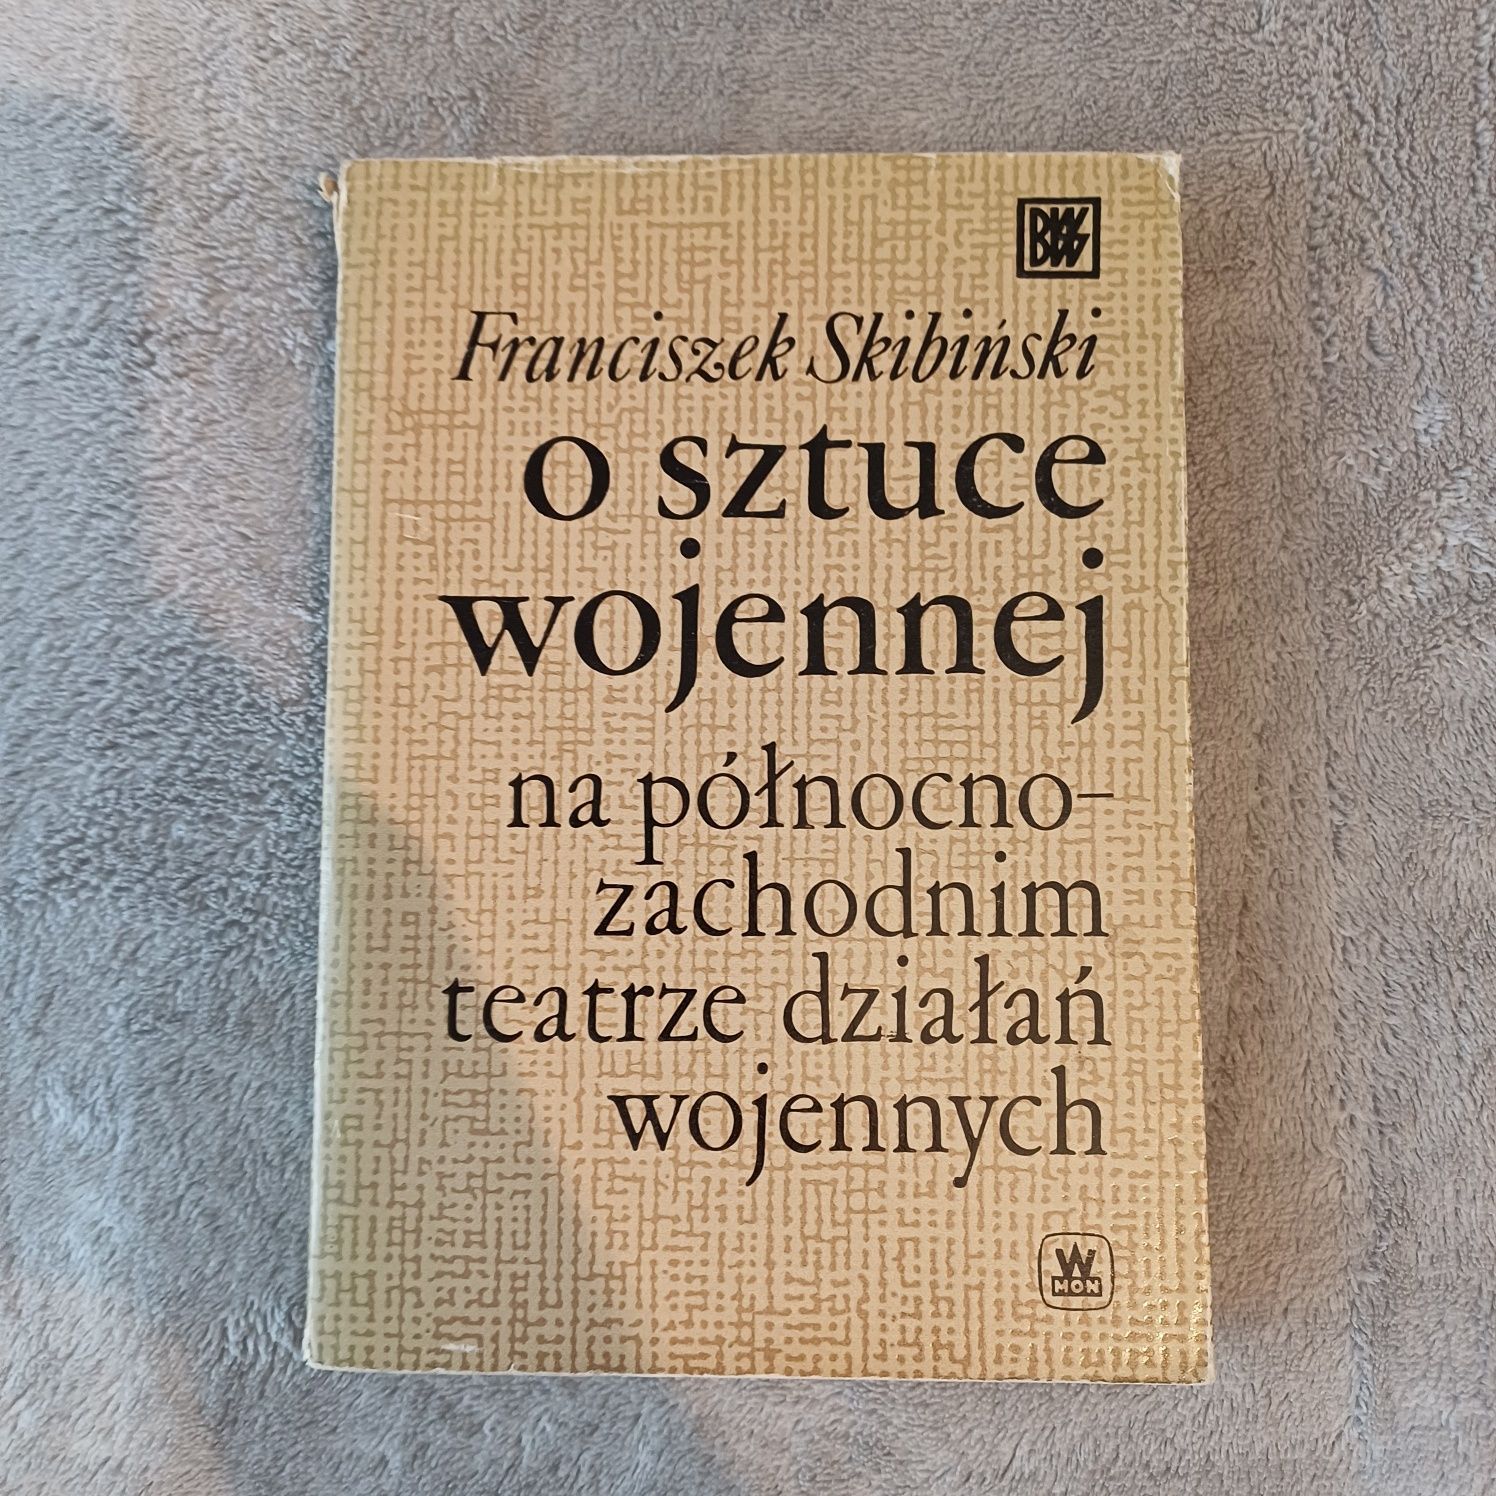 BWW
Franciszek Skibiński
o sztuce
wojennej
na północno-
zachodnim
teatrze działań
wojennych
W
MON